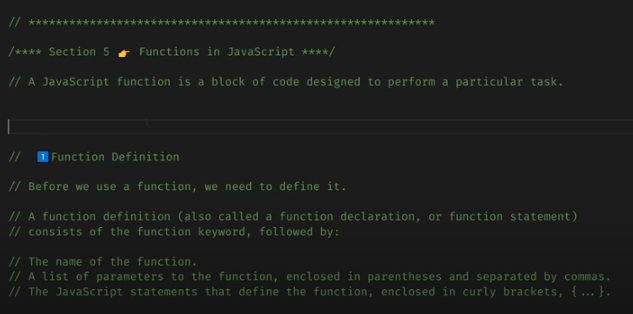 // **********************************************************
/**** Section 5 👉 Functions in JavaScript ****/
// A JavaScript function is a block of code designed to perform a particular task.
// 1️⃣Function Definition
// Before we use a function, we need to define it.
// A function definition (also called a function declaration, or function statement)
// consists of the function keyword, followed by:
// The name of the function.
// A list of parameters to the function, enclosed in parentheses and separated by commas.
// The JavaScript statements that define the function, enclosed in curly brackets, {...}.